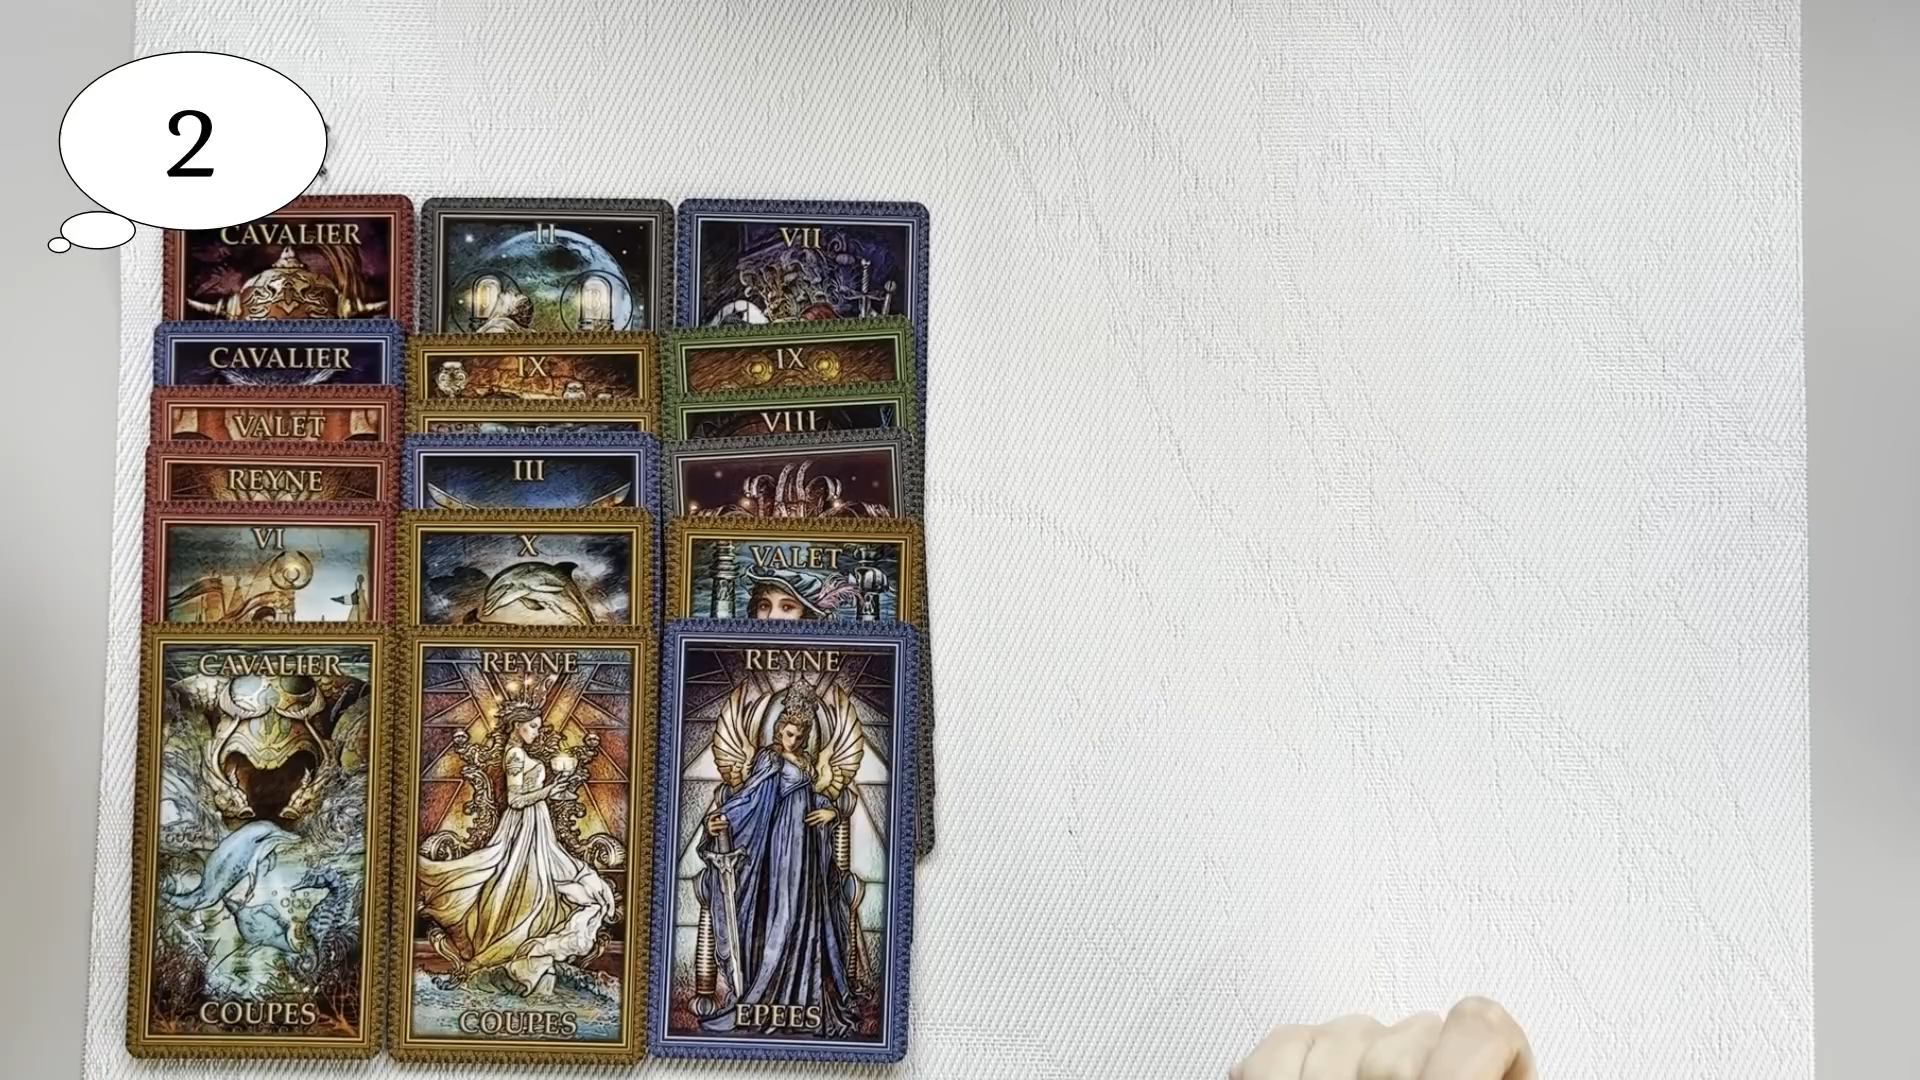 2
CAVALIER
II
VII
CAVALIER
IX
IX
VALET
AS
VIII
REYNE
III
VI
X
VALET
CAVALIER
REYNE
REYNE
COUPES
COUPES
EPEES